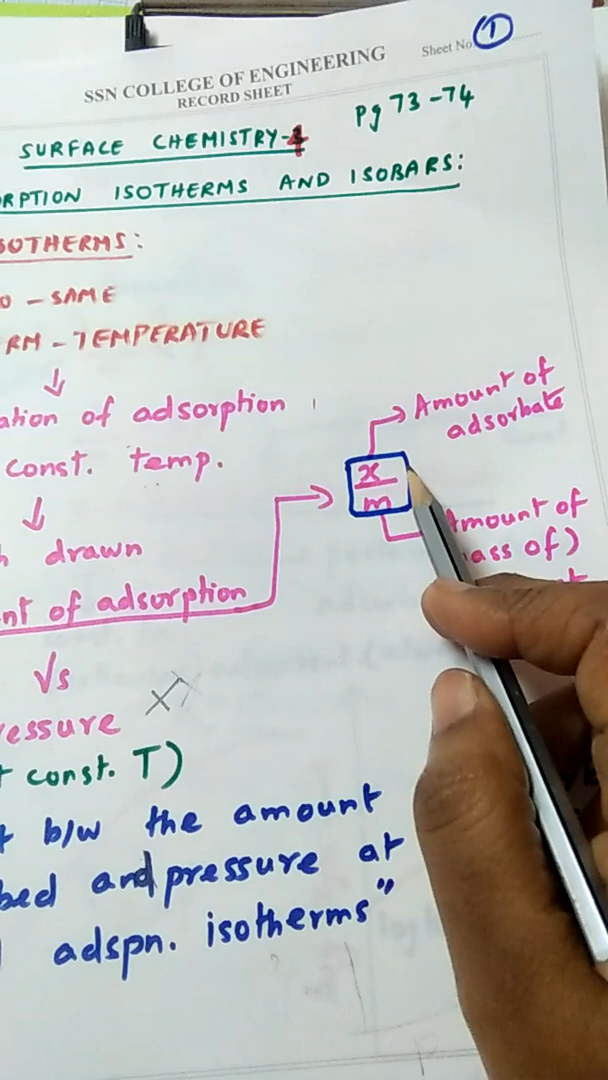 SSN COLLEGE OF ENGINEERING
RECORD SHEET
Sheet No 1
SURFACE CHEMISTRY-4
Pg 73-74
ORPTION ISOTHERMS AND ISOBARS:
SOTHERMS:
O - SAME
RM - TEMPERATURE
ation of adsorption
const. temp.
drawn
nt of adsorption
x
m
Amount of
adsorbate
Amount of
ass of)
Vs
essure
const. T)
b/w the amount
bed and pressure at
adspn. isotherms"